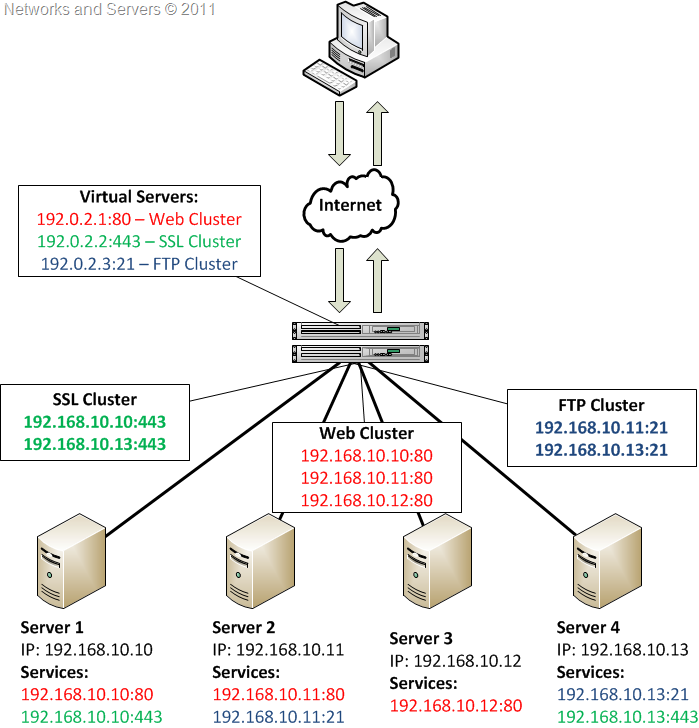 Networks and Servers © 2011
Internet
Virtual Servers:
192.0.2.1:80 – Web Cluster
192.0.2.2:443 – SSL Cluster
192.0.2.3:21 – FTP Cluster
SSL Cluster
192.168.10.10:443
192.168.10.13:443
Web Cluster
192.168.10.10:80
192.168.10.11:80
192.168.10.12:80
FTP Cluster
192.168.10.11:21
192.168.10.13:21
Server 1
IP: 192.168.10.10
Services:
192.168.10.10:80
192.168.10.10:443
Server 2
IP: 192.168.10.11
Services:
192.168.10.11:80
192.168.10.11:21
Server 3
IP: 192.168.10.12
Services:
192.168.10.12:80
Server 4
IP: 192.168.10.13
Services:
192.168.10.13:21
192.168.10.13:443